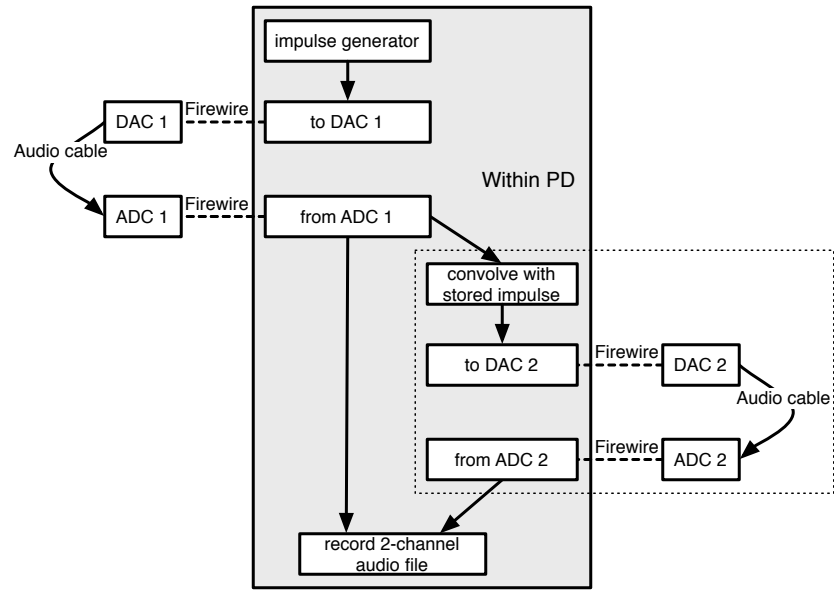 impulse generator
Firewire
DAC 1
to DAC 1
Audio cable
Within PD
Firewire
ADC 1
from ADC 1
convolve with
stored impulse
Firewire
to DAC 2
DAC 2
Audio cable
Firewire
from ADC 2
ADC 2
record 2-channel
audio file